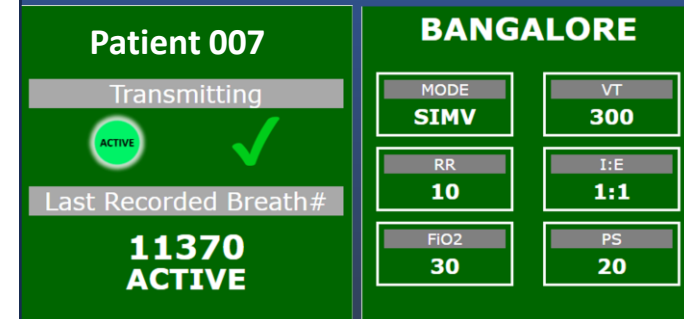 Patient 007
Transmitting
ACTIVE
Last Recorded Breath#
11370
ACTIVE
BANGALORE
MODE
SIMV
VT
300
RR
10
I:E
1:1
FiO2
30
PS
20